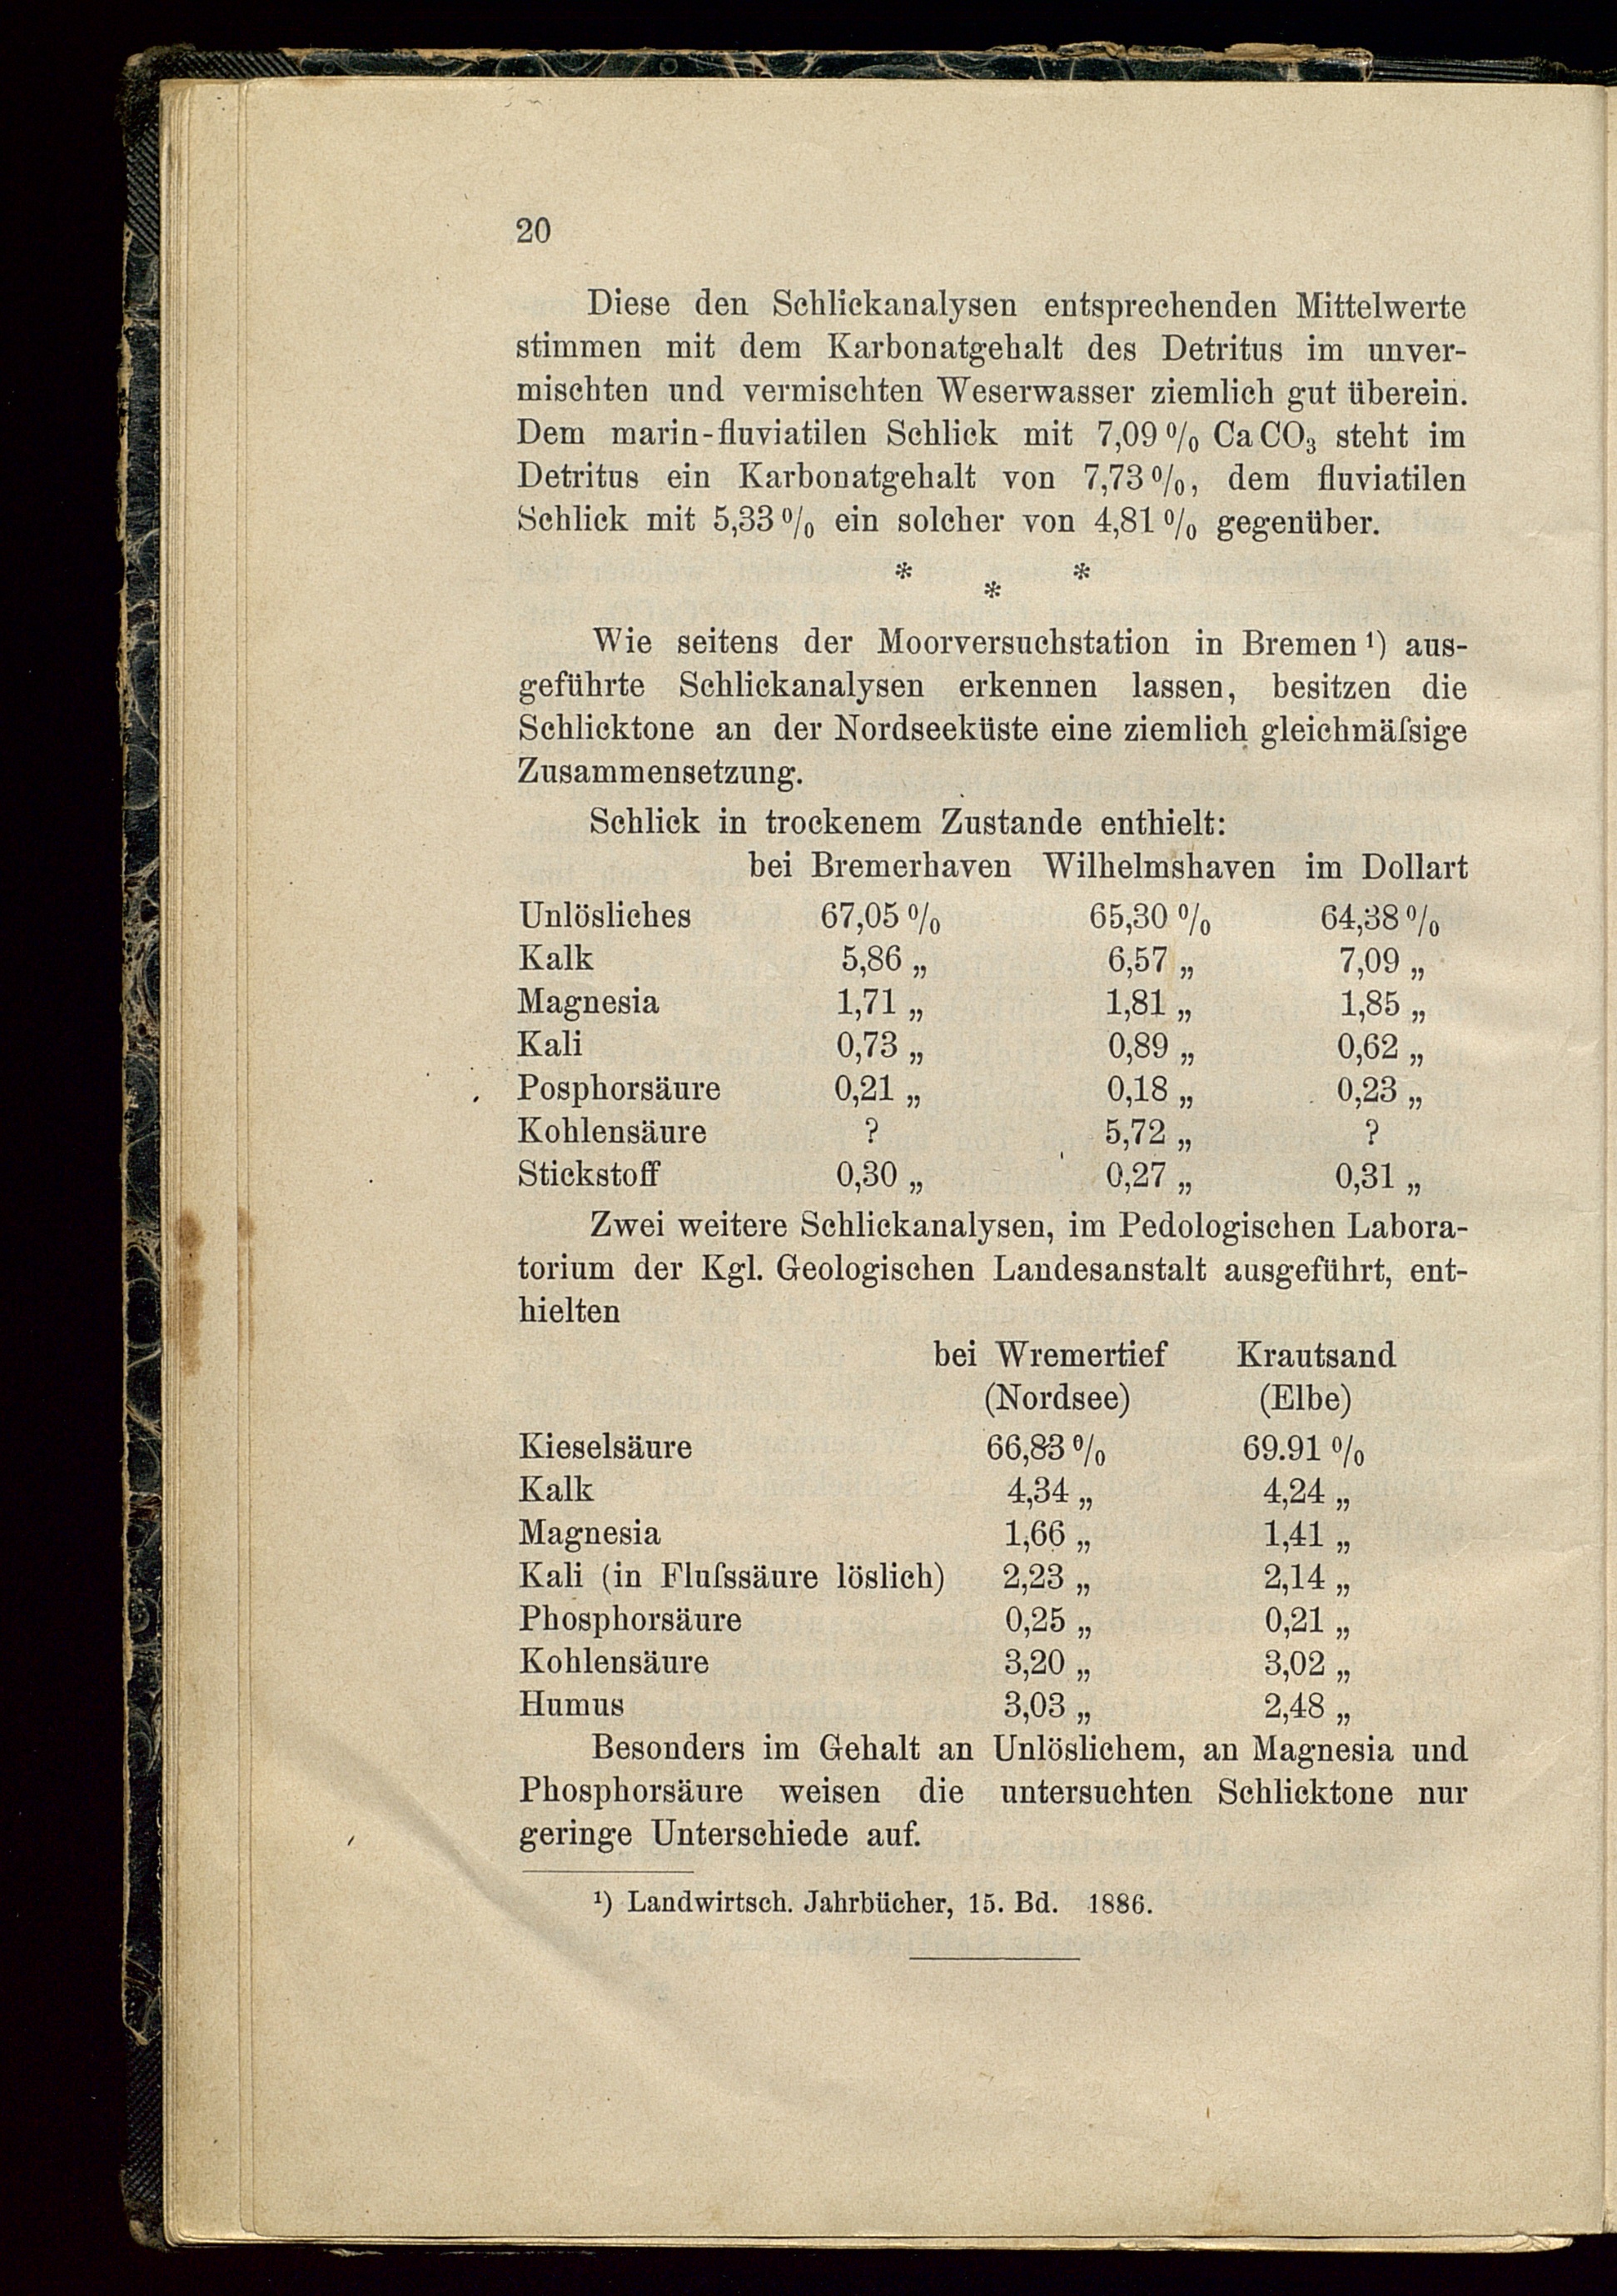 20
Diese den Schlickanalysen entsprechenden Mittelwerte
stimmen mit dem Karbonatgehalt des Detritus im unver-
mischten und vermischten Weserwasser ziemlich gut überein.
Dem marin-fluviatilen Schlick mit 7,09 % CaCO₃ steht im
Detritus ein Karbonatgehalt von 7,73 %, dem fluviatilen
Schlick mit 5,33 % ein solcher von 4,81 % gegenüber.
* * *
Wie seitens der Moorversuchstation in Bremen ¹) aus-
geführte Schlickanalysen erkennen lassen, besitzen die
Schlicktone an der Nordseeküste eine ziemlich gleichmäſsige
Zusammensetzung.
Schlick in trockenem Zustande enthielt:
bei Bremerhaven Wilhelmshaven im Dollart
Unlösliches 67,05 % 65,30 % 64,38 %
Kalk 5,86 „ 6,57 „ 7,09 „
Magnesia 1,71 „ 1,81 „ 1,85 „
Kali 0,73 „ 0,89 „ 0,62 „
Posphorsäure 0,21 „ 0,18 „ 0,23 „
Kohlensäure ? 5,72 „ ?
Stickstoff 0,30 „ 0,27 „ 0,31 „
Zwei weitere Schlickanalysen, im Pedologischen Labora-
torium der Kgl. Geologischen Landesanstalt ausgeführt, ent-
hielten
bei Wremertief Krautsand
(Nordsee) (Elbe)
Kieselsäure 66,83 % 69.91 %
Kalk 4,34 „ 4,24 „
Magnesia 1,66 „ 1,41 „
Kali (in Fluſssäure löslich) 2,23 „ 2,14 „
Phosphorsäure 0,25 „ 0,21 „
Kohlensäure 3,20 „ 3,02 „
Humus 3,03 „ 2,48 „
Besonders im Gehalt an Unlöslichem, an Magnesia und
Phosphorsäure weisen die untersuchten Schlicktone nur
geringe Unterschiede auf.
¹) Landwirtsch. Jahrbücher, 15. Bd. 1886.